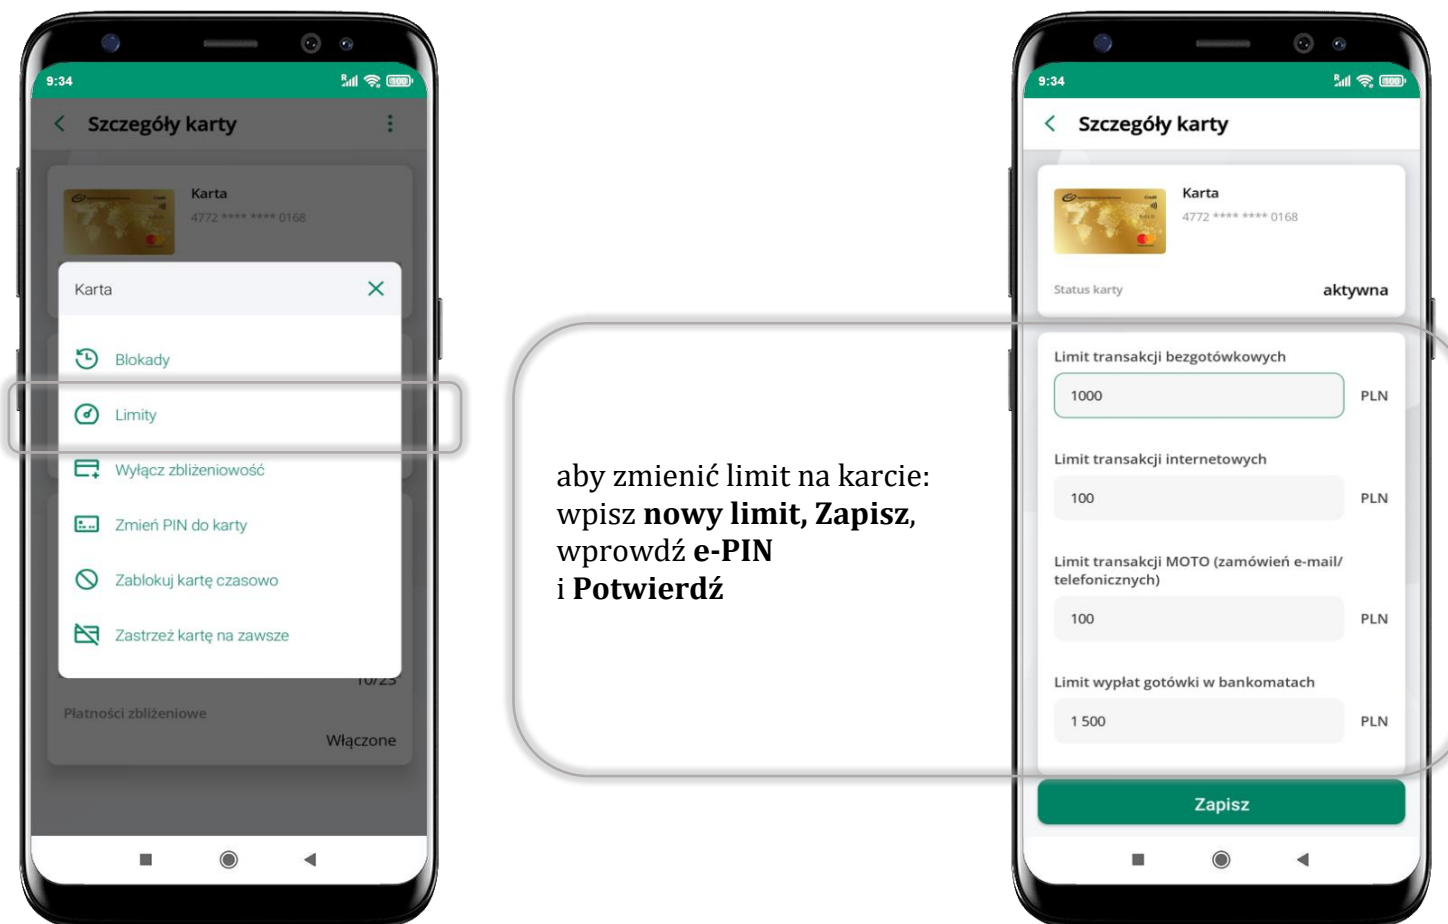 9:34
Szczegóły karty
Karta
4772 **** **** 0168
Karta
Blokady
Limity
Wyłącz zbliżeniowość
Zmień PIN do karty
Zablokuj kartę czasowo
Zastrzeż kartę na zawsze
10/25
Płatności zbliżeniowe
Włączone
aby zmienić limit na karcie:
wpisz nowy limit, Zapisz,
wprowdź e-PIN
i Potwierdź
9:34
Szczegóły karty
Karta
4772 **** **** 0168
Status karty aktywna
Limit transakcji bezgotówkowych
1000 PLN
Limit transakcji internetowych
100 PLN
Limit transakcji MOTO (zamówień e-mail/
telefonicznych)
100 PLN
Limit wypłat gotówki w bankomatach
1 500 PLN
Zapisz